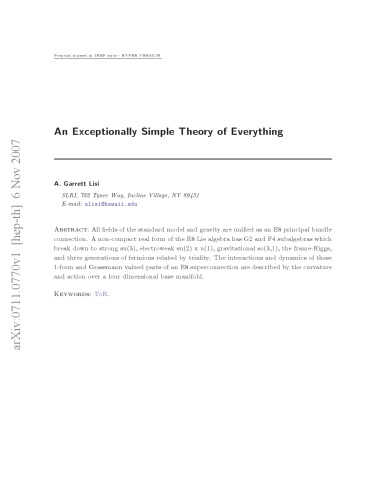 Preprint typeset in JHEP style - HYPER VERSION
An Exceptionally Simple Theory of Everything
A. Garrett Lisi
SLRI, 722 Tyner Way, Incline Village, NV 89451
E-mail: alisi@hawaii.edu
Abstract: All fields of the standard model and gravity are unified as an E8 principal bundle
connection. A non-compact real form of the E8 Lie algebra has G2 and F4 subalgebras which
break down to strong su(3), electroweak su(2) x u(1), gravitational so(3,1), the frame-Higgs,
and three generations of fermions related by triality. The interactions and dynamics of these
1-form and Grassmann valued parts of an E8 superconnection are described by the curvature
and action over a four dimensional base manifold.
Keywords: ToE.
arXiv:0711.0770v1 [hep-th] 6 Nov 2007